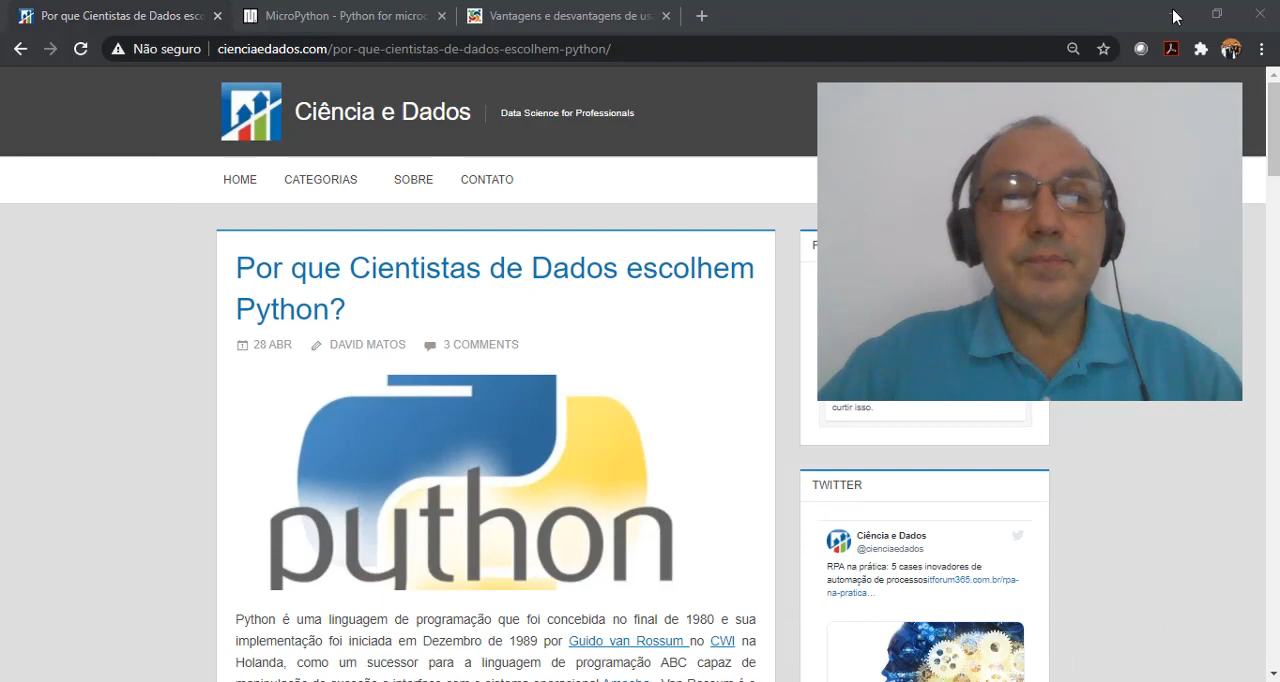 Por que Cientistas de Dados esco
MicroPython - Python for microc
Vantagens e desvantagens de us
Não seguro
cienciaedados.com/por-que-cientistas-de-dados-escolhem-python/
Ciência e Dados
Data Science for Professionals
HOME
CATEGORIAS
SOBRE
CONTATO
Por que Cientistas de Dados escolhem
Python?
28 ABR
DAVID MATOS
3 COMMENTS
python
Python é uma linguagem de programação que foi concebida no final de 1980 e sua
implementação foi iniciada em Dezembro de 1989 por Guido van Rossum no CWI na
Holanda, como um sucessor para a linguagem de programação ABC capaz de
curtir isso.
TWITTER
Ciência e Dados
@cienciaedados
RPA na prática: 5 cases inovadores de
automação de processositforum365.com.br/rpa-
na-pratica…